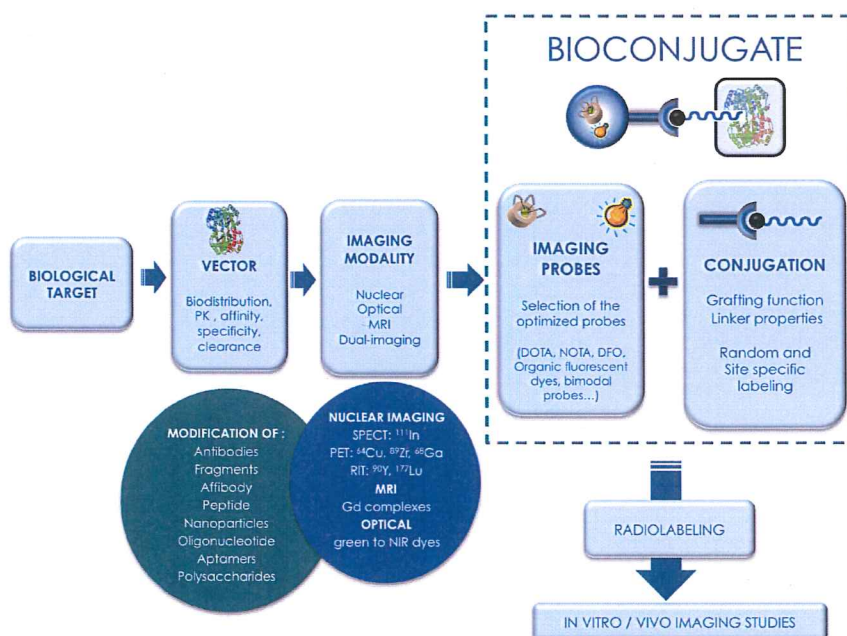 BIOCONJUGATE
BIOLOGICAL
TARGET
VECTOR
Biodistribution,
PK , affinity,
specificity,
clearance
IMAGING
MODALITY
Nuclear
Optical
MRI
Dual-imaging
IMAGING
PROBES
Selection of the
optimized probes
(DOTA, NOTA, DFO,
Organic fluorescent
dyes, bimodal
probes...)
CONJUGATION
Grafting function
Linker properties
Random and
Site specific
labeling
MODIFICATION OF :
Antibodies
Fragments
Affibody
Peptide
Nanoparticles
Oligonucleotide
Aptamers
Polysaccharides
NUCLEAR IMAGING
SPECT: ¹¹¹In
PET: ⁶⁴Cu, ⁸⁹Zr, ⁶⁸Ga
RIT: ⁹⁰Y, ¹⁷⁷Lu
MRI
Gd complexes
OPTICAL
green to NIR dyes
RADIOLABELING
IN VITRO / VIVO IMAGING STUDIES